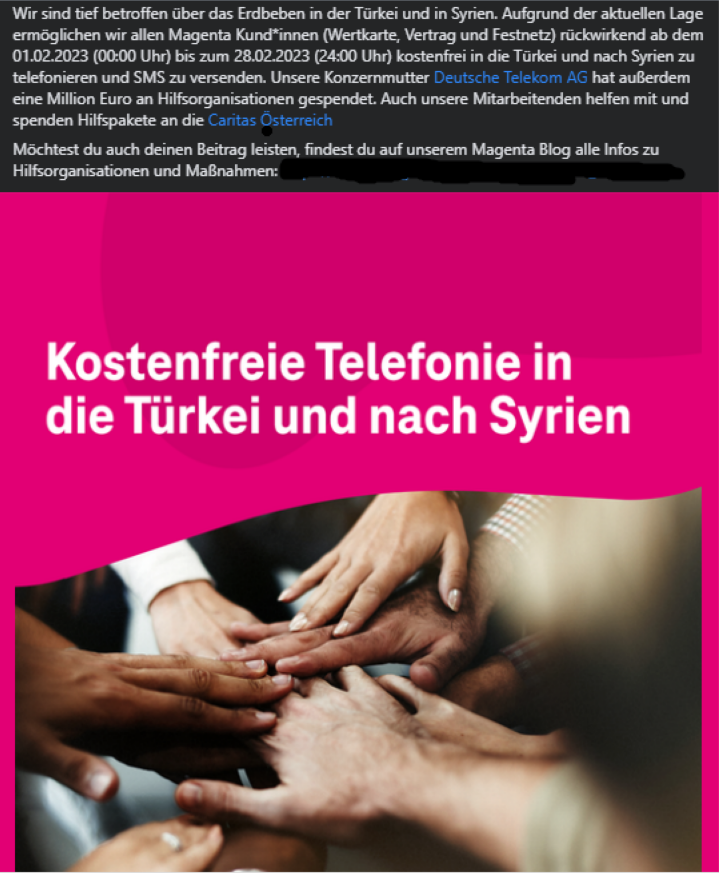 Wir sind tief betroffen über das Erdbeben in der Türkei und in Syrien. Aufgrund der aktuellen Lage
ermöglichen wir allen Magenta Kund*innen (Wertkarte, Vertrag und Festnetz) rückwirkend ab dem
01.02.2023 (00:00 Uhr) bis zum 28.02.2023 (24:00 Uhr) kostenfrei in die Türkei und nach Syrien zu
telefonieren und SMS zu versenden. Unsere Konzernmutter Deutsche Telekom AG hat außerdem
eine Million Euro an Hilfsorganisationen gespendet. Auch unsere Mitarbeitenden helfen mit und
spenden Hilfspakete an die Caritas Österreich
Möchtest du auch deinen Beitrag leisten, findest du auf unserem Magenta Blog alle Infos zu
Hilfsorganisationen und Maßnahmen:
Kostenfreie Telefonie in
die Türkei und nach Syrien